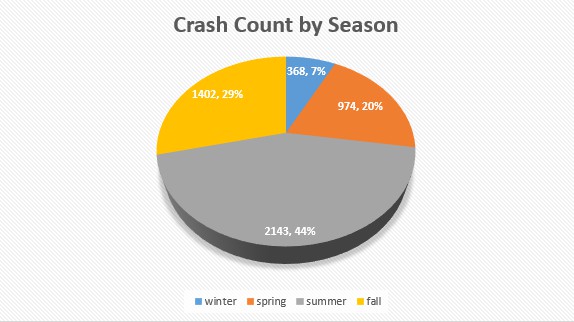 Crash Count by Season
368, 7%
1402, 29%
974, 20%
2143, 44%
winter spring summer fall